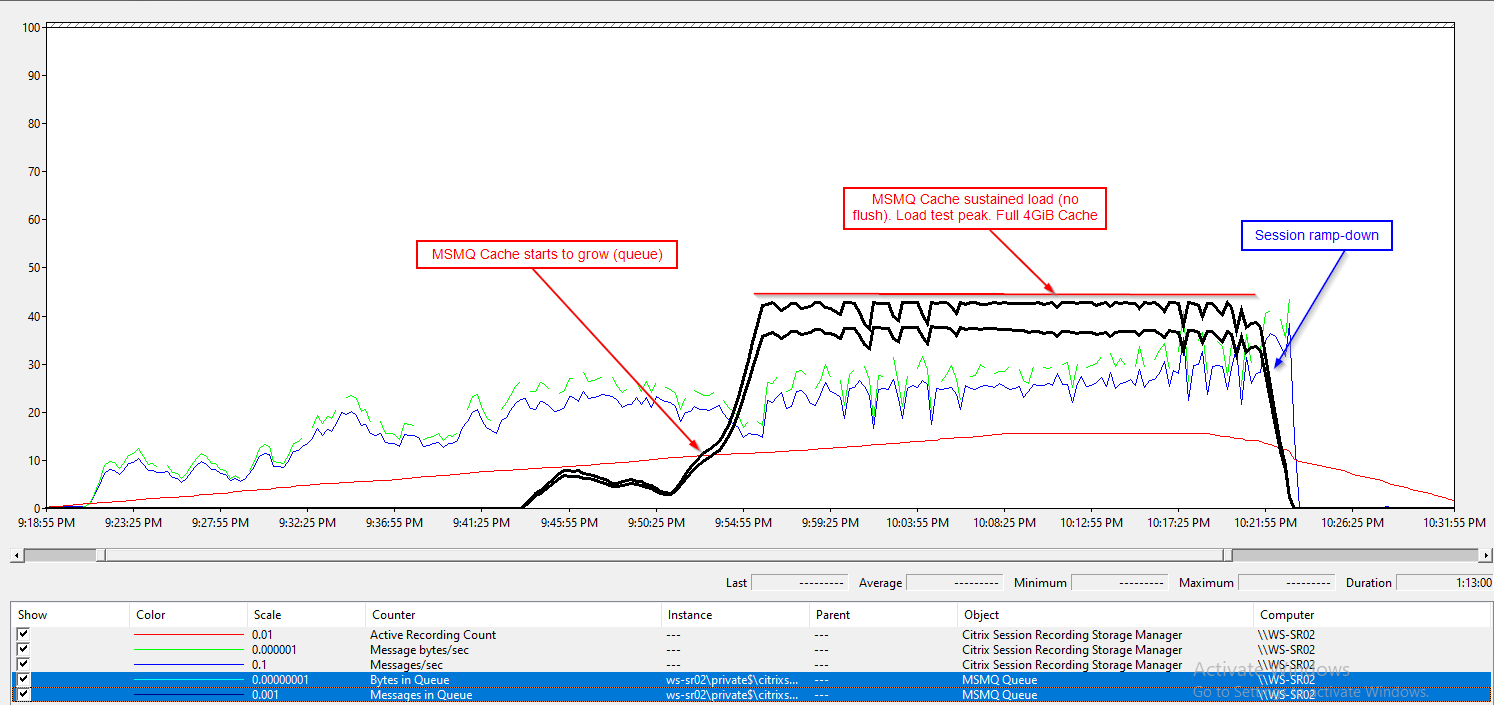 100
90
80
70
60
50
40
30
20
10
0
MSMQ Cache sustained load (no
flush). Load test peak. Full 4GiB Cache
Session ramp-down
MSMQ Cache starts to grow (queue)
9:18:55 PM 9:23:25 PM 9:27:55 PM 9:32:25 PM 9:36:55 PM 9:41:25 PM 9:45:55 PM 9:50:25 PM 9:54:55 PM 9:59:25 PM 10:03:55 PM 10:08:25 PM 10:12:55 PM 10:17:25 PM 10:21:55 PM 10:26:25 PM 10:31:55 PM
Last --------- Average --------- Minimum --------- Maximum --------- Duration 1:13:00
Show Color Scale Counter Instance Parent Object Computer
0.01 Active Recording Count --- --- Citrix Session Recording Storage Manager \\WS-SR02
0.000001 Message bytes/sec --- --- Citrix Session Recording Storage Manager \\WS-SR02
0.1 Messages/sec --- --- Citrix Session Recording Storage Manager \\WS-SR02
0.00000001 Bytes in Queue ws-sr02\private$\citrixs... --- MSMQ Queue \\WS-SR02
0.001 Messages in Queue ws-sr02\private$\citrixs... --- MSMQ Queue \\WS-SR02
Activate Windows
Go to Settings to activate Windows.